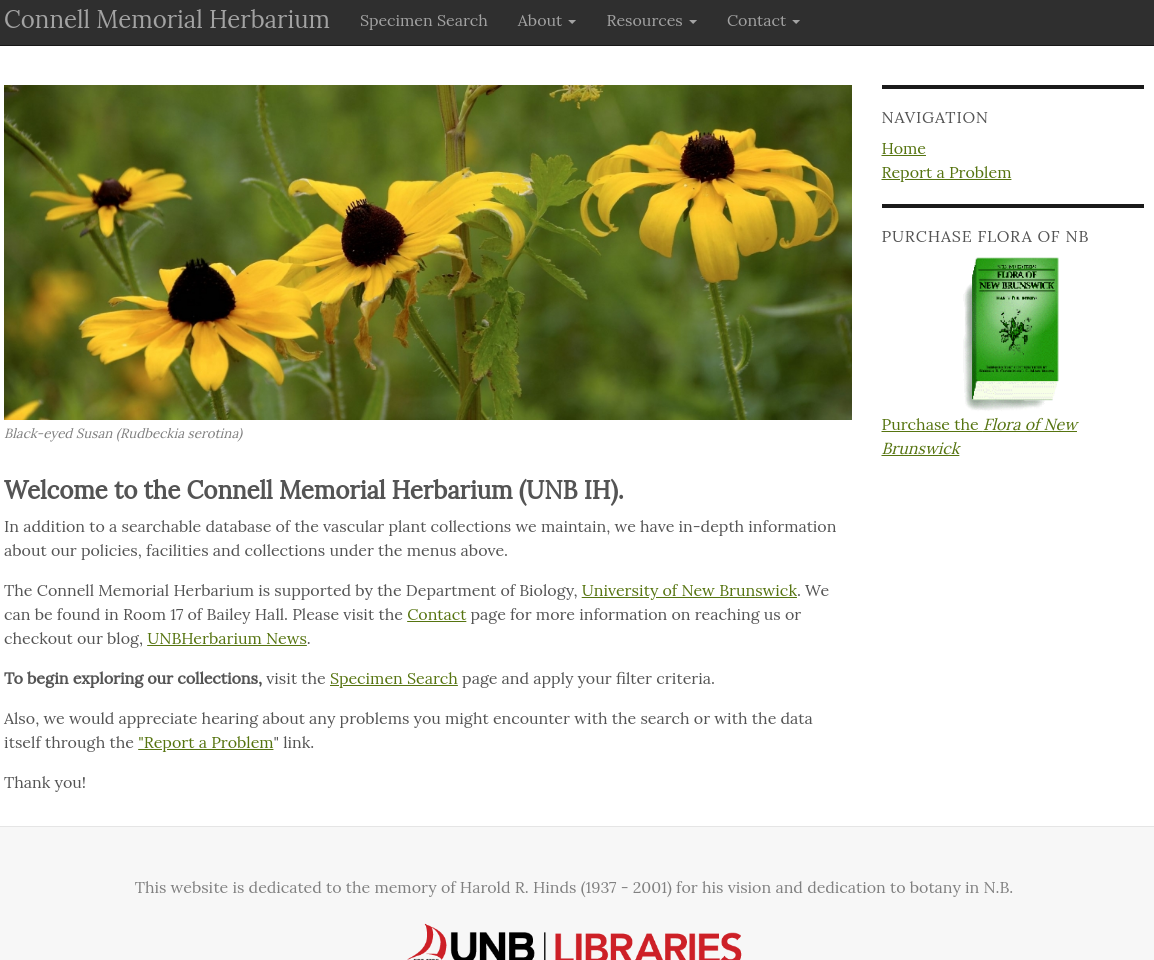 Connell Memorial Herbarium Specimen Search About Resources Contact
Black-eyed Susan (Rudbeckia serotina)
Welcome to the Connell Memorial Herbarium (UNB IH).
In addition to a searchable database of the vascular plant collections we maintain, we have in-depth information
about our policies, facilities and collections under the menus above.
The Connell Memorial Herbarium is supported by the Department of Biology, University of New Brunswick. We
can be found in Room 17 of Bailey Hall. Please visit the Contact page for more information on reaching us or
checkout our blog, UNBHerbarium News.
To begin exploring our collections, visit the Specimen Search page and apply your filter criteria.
Also, we would appreciate hearing about any problems you might encounter with the search or with the data
itself through the "Report a Problem" link.
Thank you!
NAVIGATION
Home
Report a Problem
PURCHASE FLORA OF NB
FLORA OF
NEW BRUNSWICK
Purchase the Flora of New
Brunswick
This website is dedicated to the memory of Harold R. Hinds (1937 - 2001) for his vision and dedication to botany in N.B.
UNB LIBRARIES